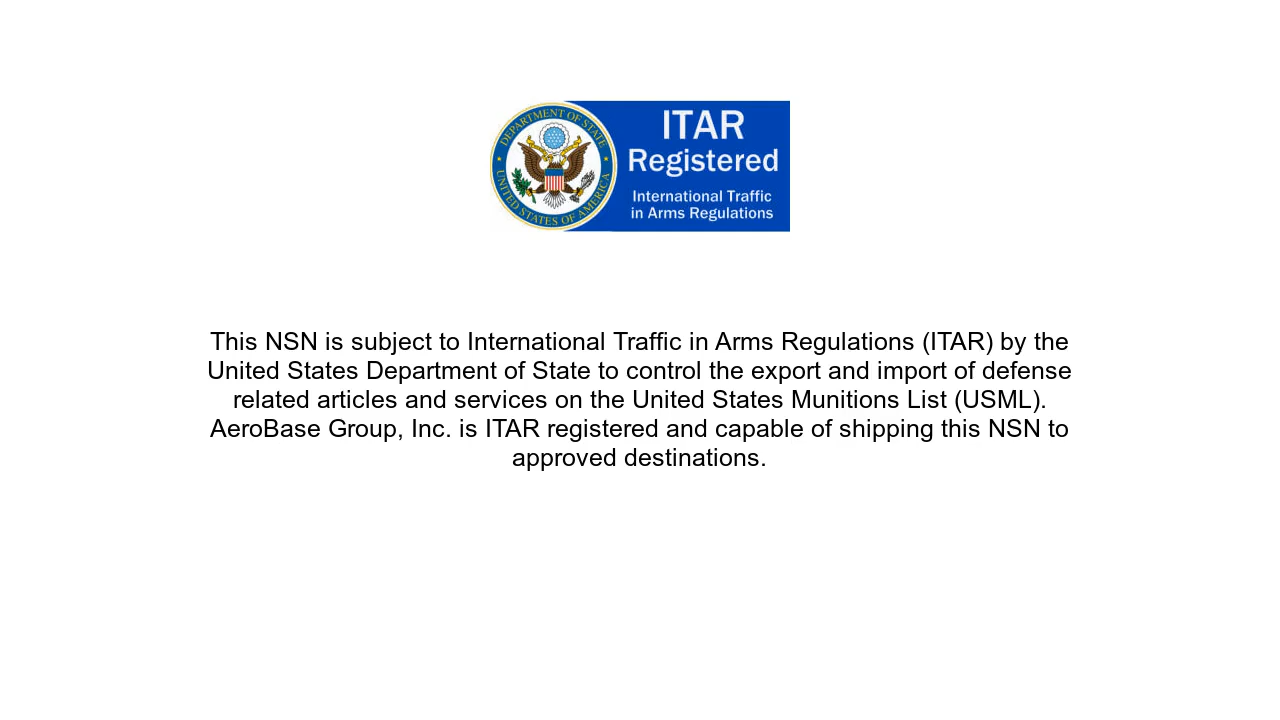 DEPARTMENT OF STATE
UNITED STATES OF AMERICA
ITAR
Registered
International Traffic
in Arms Regulations
This NSN is subject to International Traffic in Arms Regulations (ITAR) by the
United States Department of State to control the export and import of defense
related articles and services on the United States Munitions List (USML).
AeroBase Group, Inc. is ITAR registered and capable of shipping this NSN to
approved destinations.